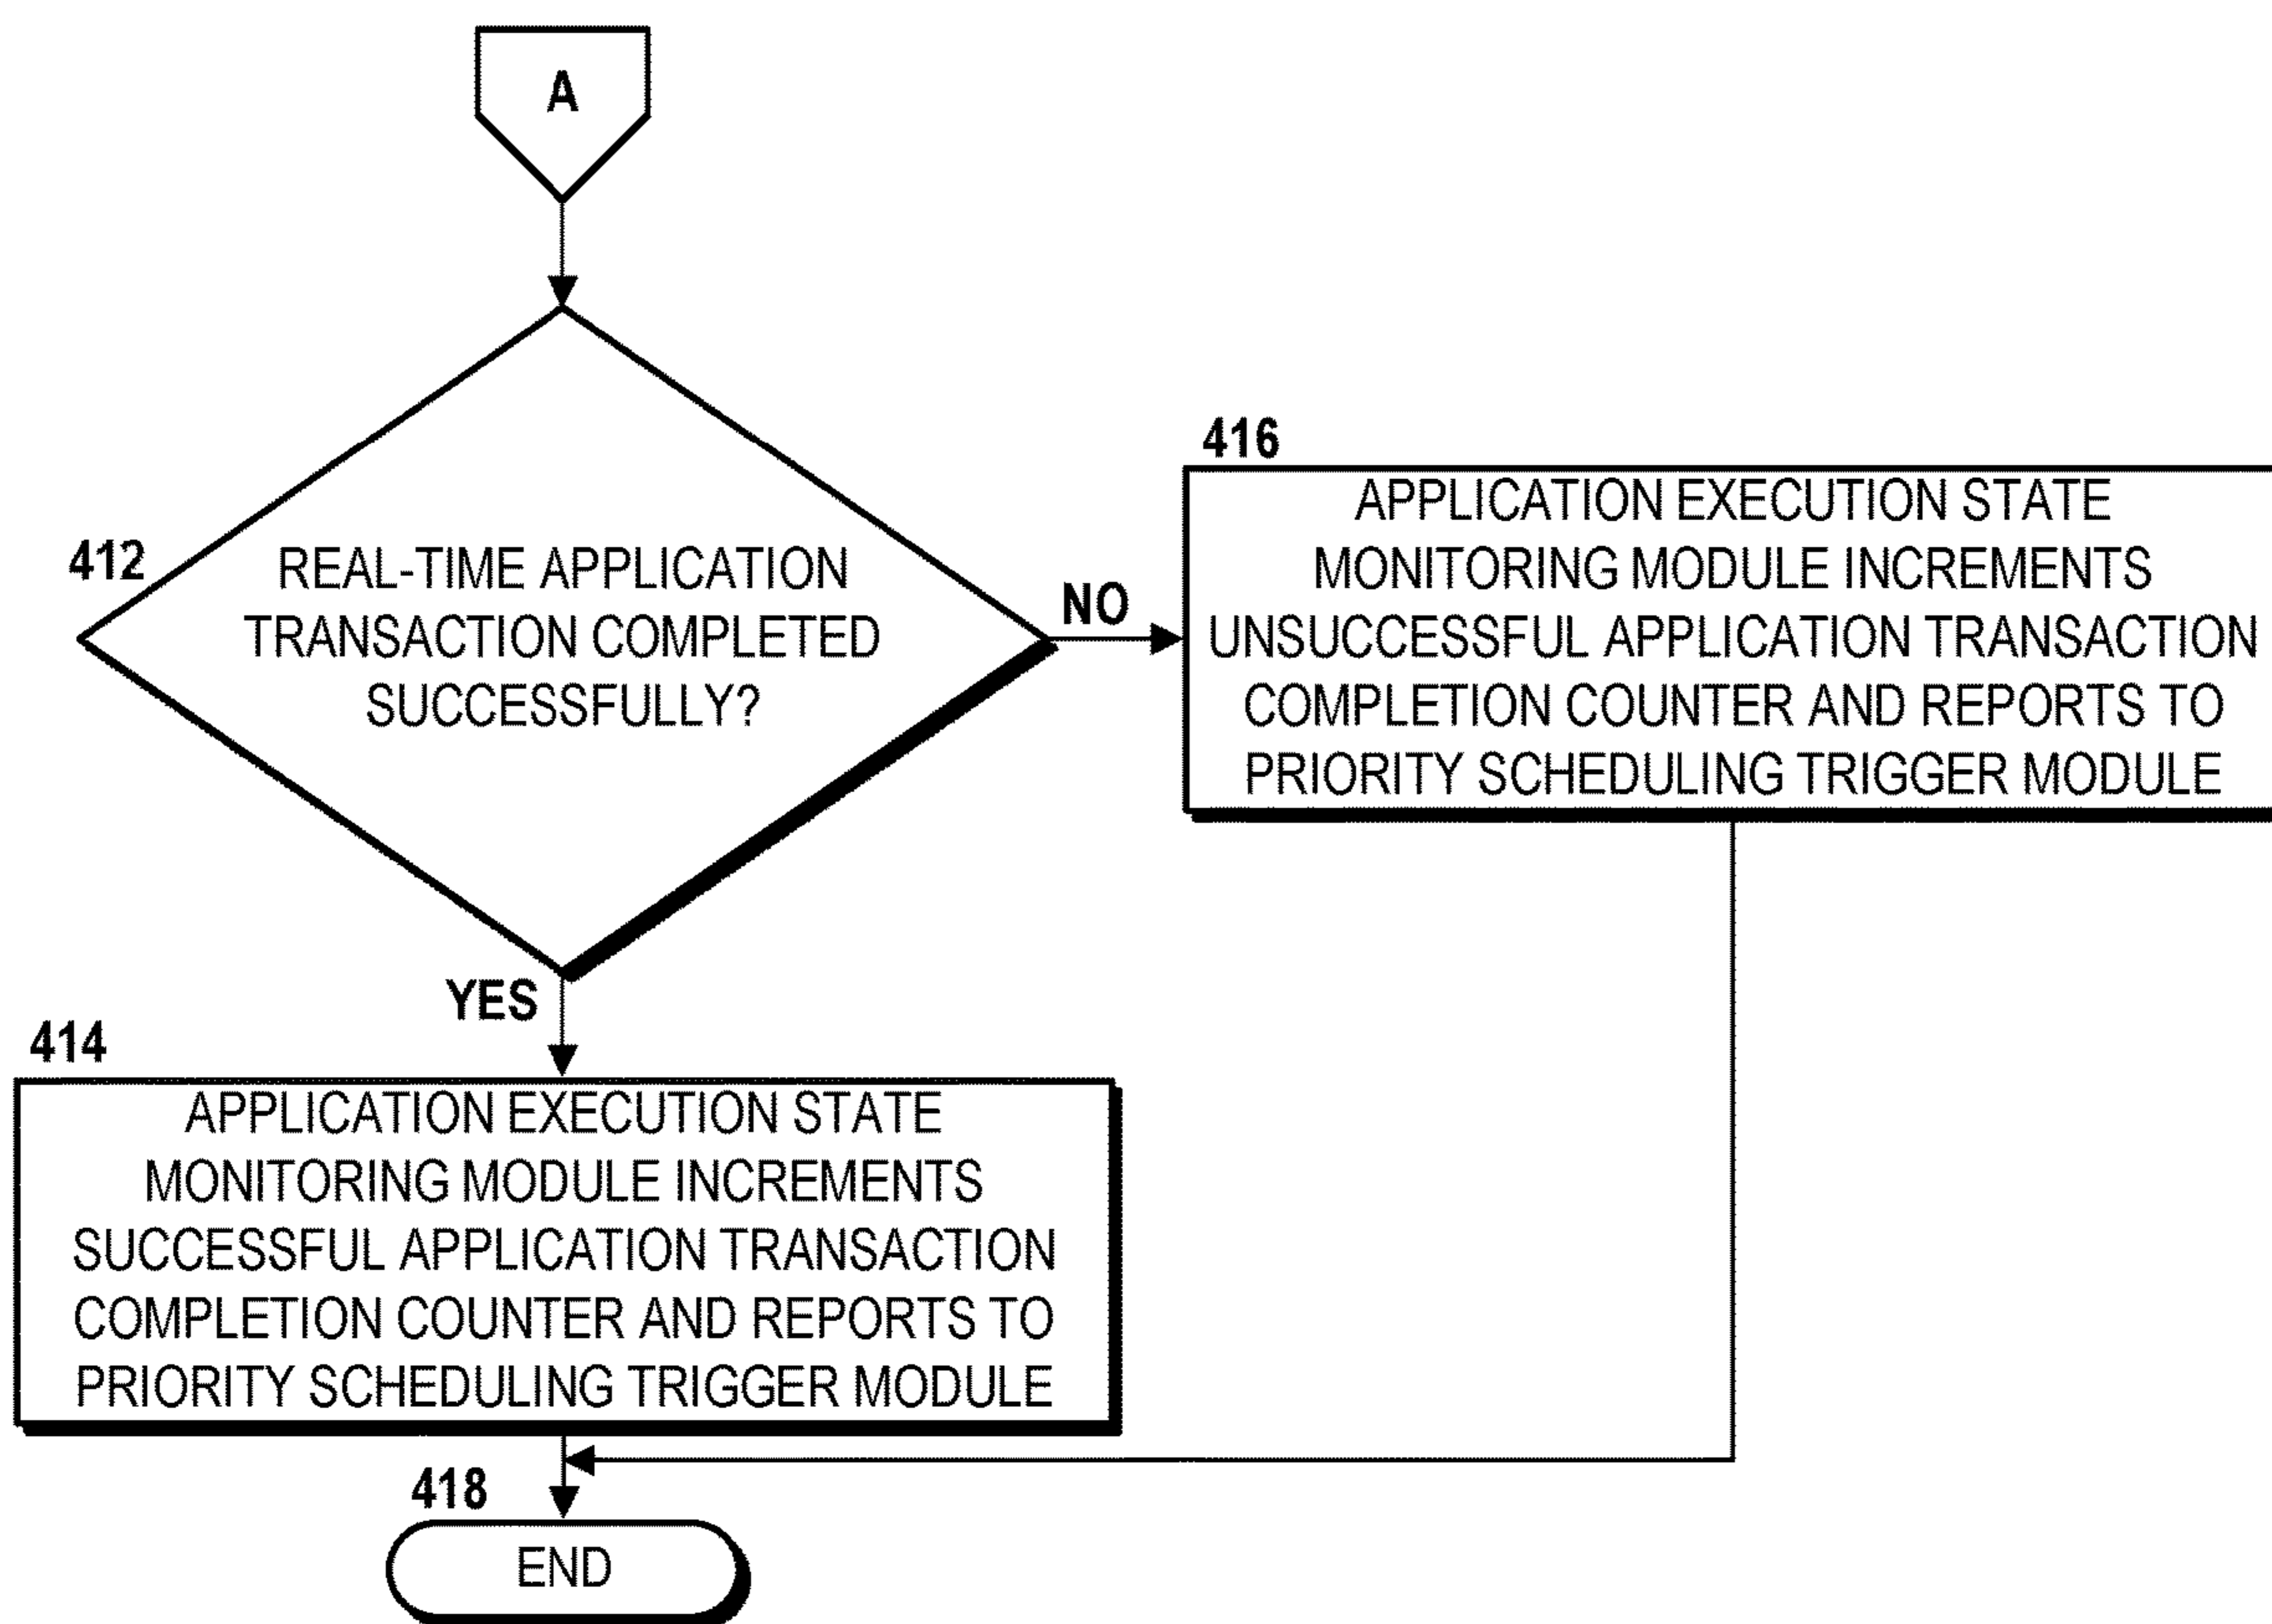 A
412
REAL-TIME APPLICATION
TRANSACTION COMPLETED
SUCCESSFULLY?
NO
416
APPLICATION EXECUTION STATE
MONITORING MODULE INCREMENTS
UNSUCCESSFUL APPLICATION TRANSACTION
COMPLETION COUNTER AND REPORTS TO
PRIORITY SCHEDULING TRIGGER MODULE
YES
414
APPLICATION EXECUTION STATE
MONITORING MODULE INCREMENTS
SUCCESSFUL APPLICATION TRANSACTION
COMPLETION COUNTER AND REPORTS TO
PRIORITY SCHEDULING TRIGGER MODULE
418
END